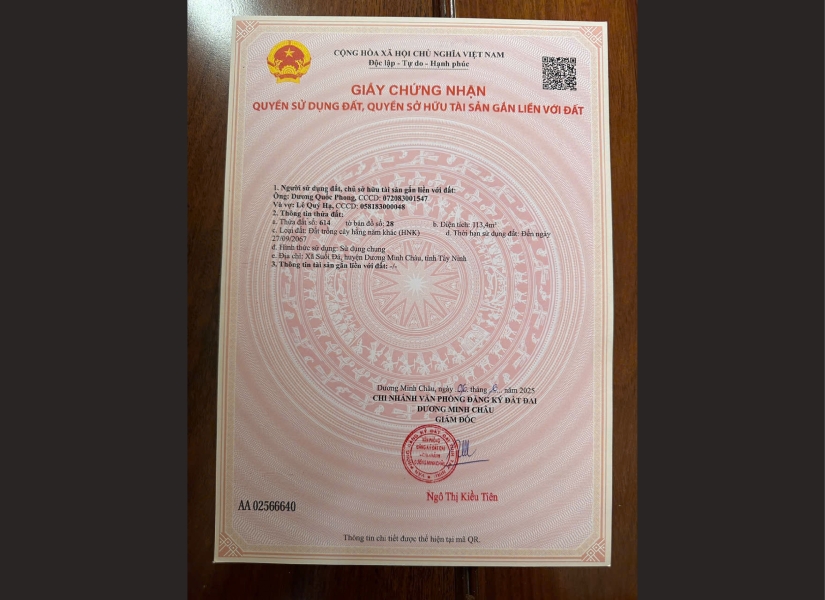 CỘNG HÒA XÃ HỘI CHỦ NGHĨA VIỆT NAM
Độc lập - Tự do - Hạnh phúc
GIẤY CHỨNG NHẬN
QUYỀN SỬ DỤNG ĐẤT, QUYỀN SỞ HỮU TÀI SẢN GẮN LIỀN VỚI ĐẤT
1. Người sử dụng đất, chủ sở hữu tài sản gắn liền với đất:
Ông: Dương Quốc Phong, CCCD: 072083001547
Và vợ: Lê Quý Hạ, CCCD: 058183000048
2. Thông tin thửa đất:
a. Thửa đất số: 614 tờ bản đồ số: 28 b. Diện tích: 113,4m²
c. Loại đất: Đất trồng cây hằng năm khác (HNK) d. Thời hạn sử dụng đất: Đến ngày
27/09/2067
đ. Hình thức sử dụng: Sử dụng chung
e. Địa chỉ: Xã Suối Đá, huyện Dương Minh Châu, tỉnh Tây Ninh
3. Thông tin tài sản gắn liền với đất: -/-
Dương Minh Châu, ngày 06 tháng năm 2025
CHI NHÁNH VĂN PHÒNG ĐĂNG KÝ ĐẤT ĐAI
DƯƠNG MINH CHÂU
GIÁM ĐỐC
Ngô Thị Kiều Tiên
AA 02566640
Thông tin chi tiết được thể hiện tại mã QR.